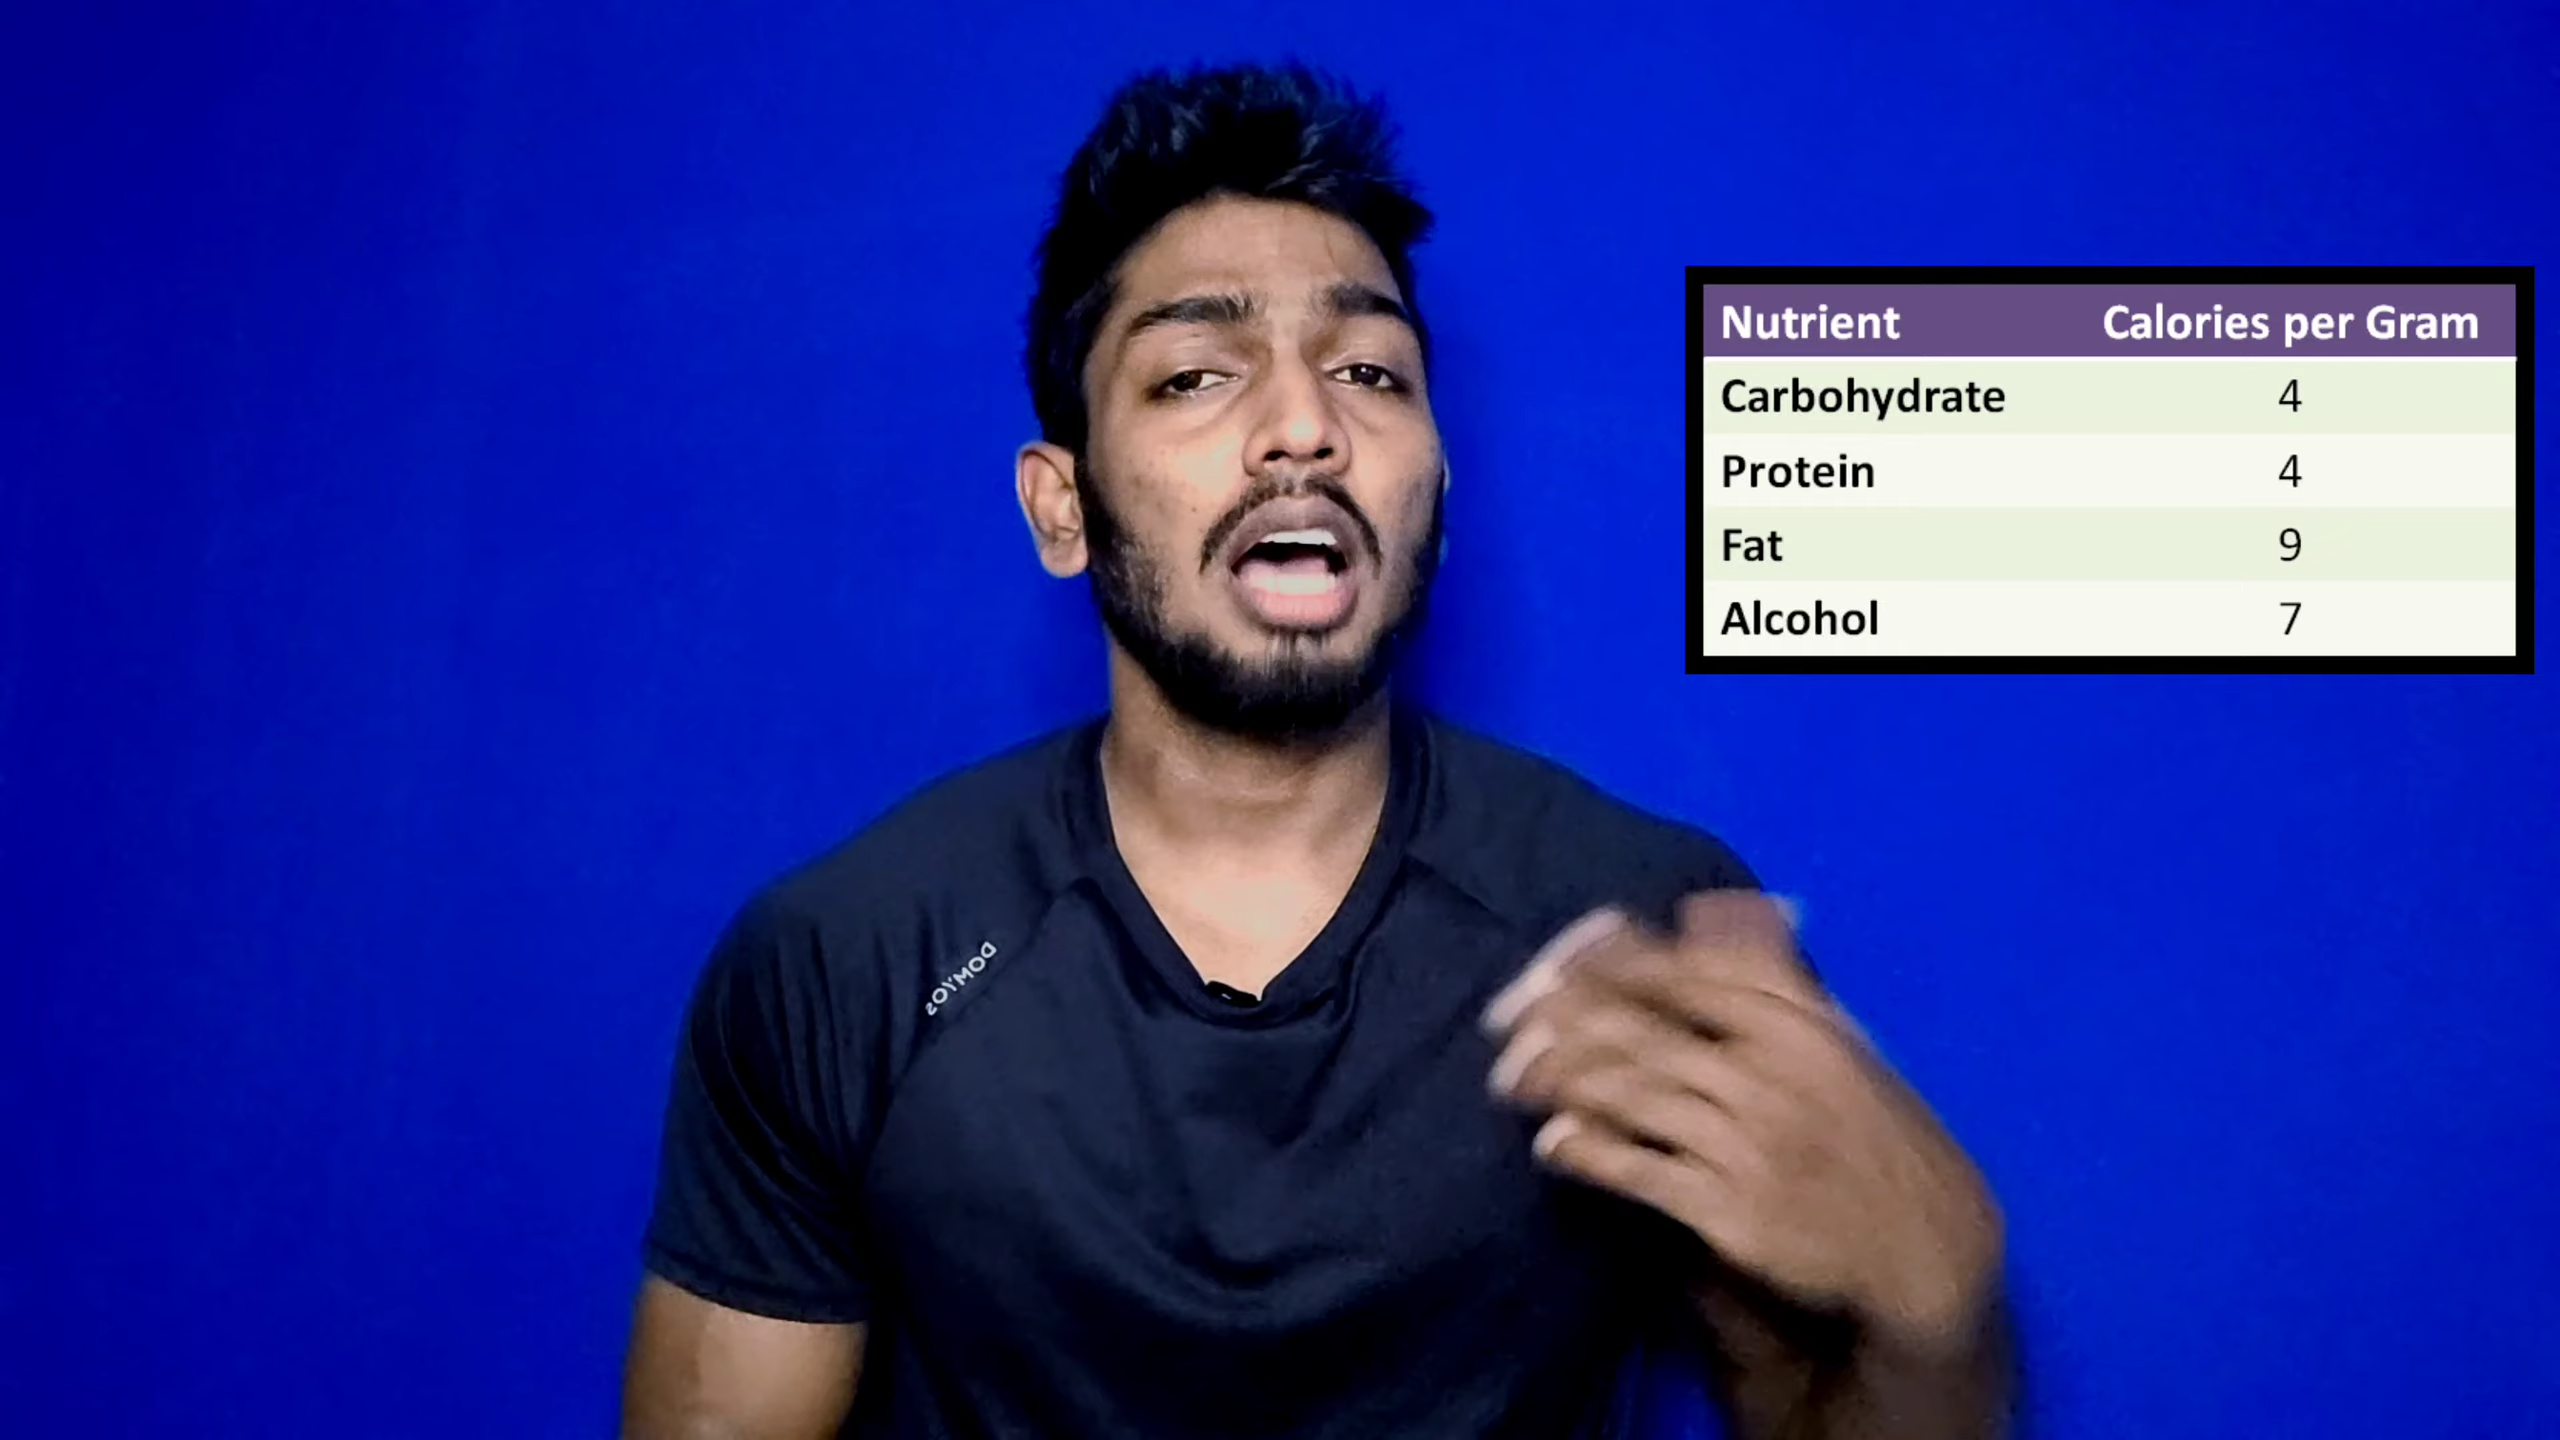 Nutrient Calories per Gram
Carbohydrate 4
Protein 4
Fat 9
Alcohol 7
DOMYOS